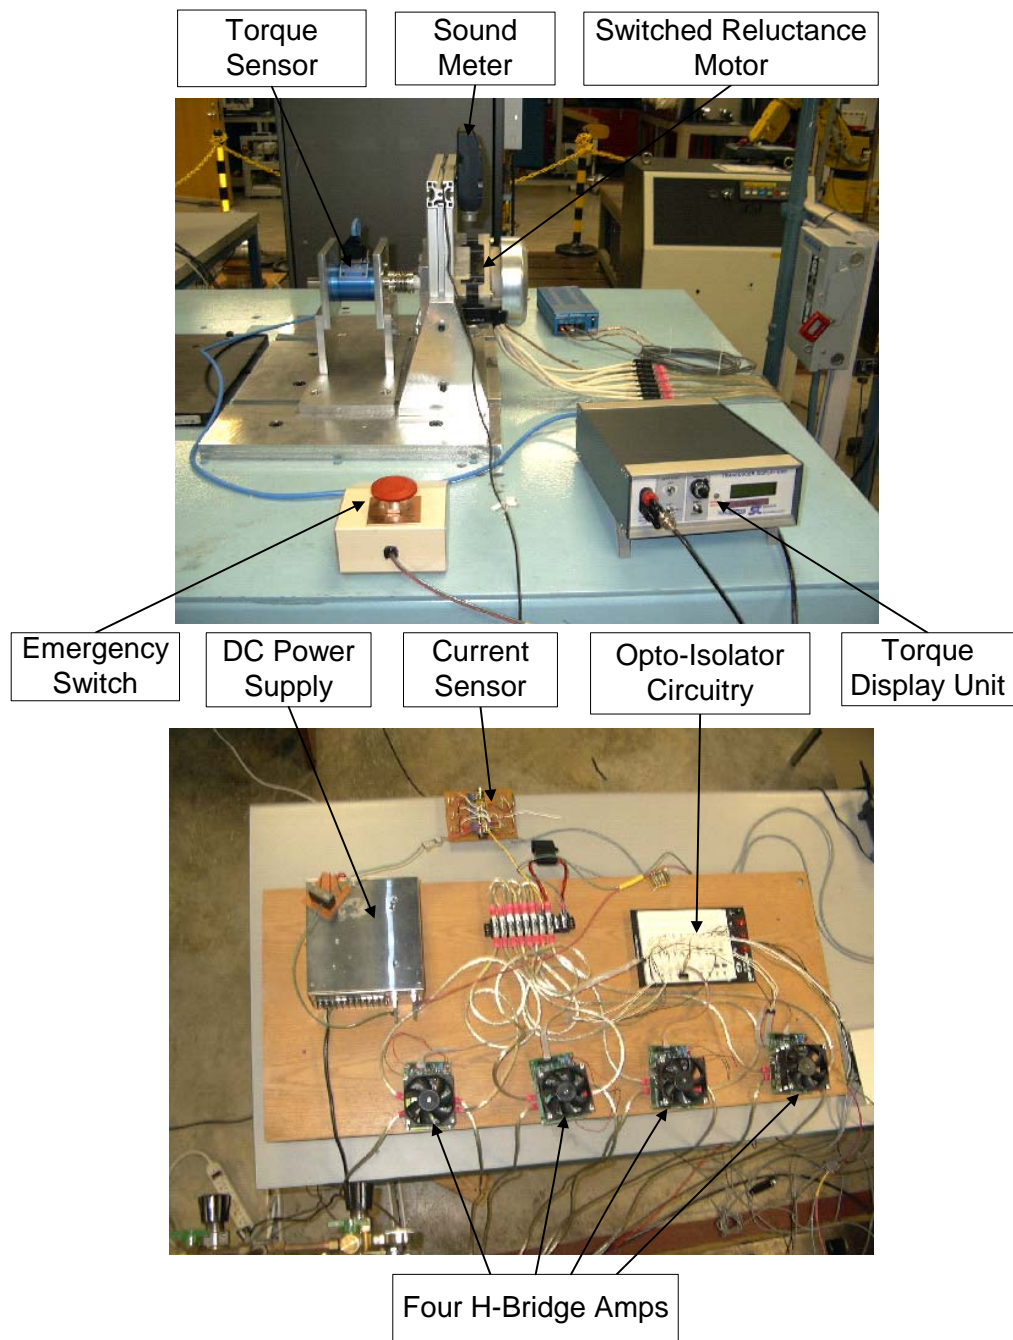 Torque
Sensor
Sound
Meter
Switched Reluctance
Motor
Emergency
Switch
DC Power
Supply
Current
Sensor
Opto-Isolator
Circuitry
Torque
Display Unit
Four H-Bridge Amps